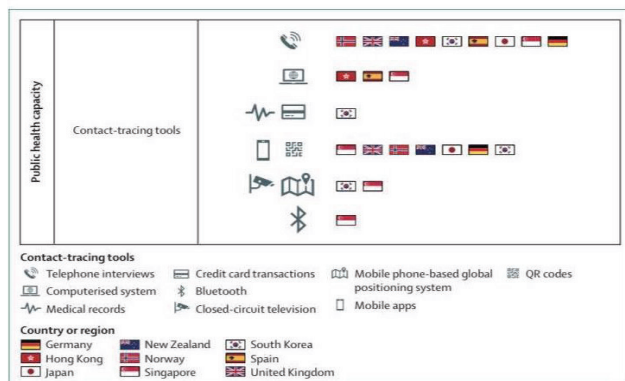 Public health capacity
Contact-tracing tools
Contact-tracing tools
Telephone interviews Credit card transactions Mobile phone-based global positioning system QR codes
Computerised system Bluetooth
Medical records Closed-circuit television Mobile apps
Country or region
Germany New Zealand South Korea
Hong Kong Norway Spain
Japan Singapore United Kingdom